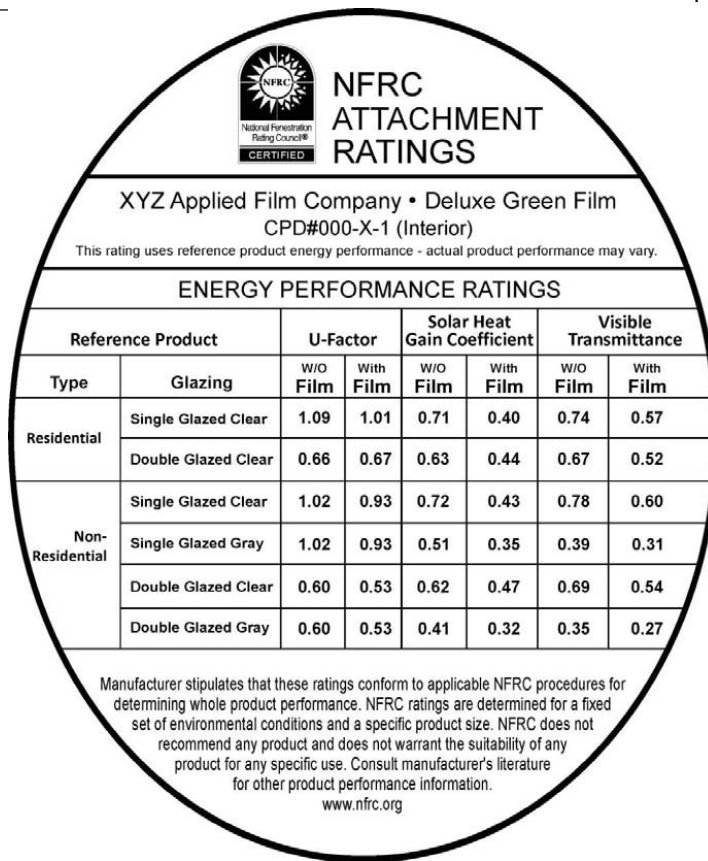 NFRC
National Fenestration
Rating Council®
CERTIFIED
NFRC
ATTACHMENT
RATINGS
XYZ Applied Film Company • Deluxe Green Film
CPD#000-X-1 (Interior)
This rating uses reference product energy performance - actual product performance may vary.
ENERGY PERFORMANCE RATINGS
Reference Product U-Factor Solar Heat Gain Coefficient Visible Transmittance
Type Glazing W/O Film With Film W/O Film With Film W/O Film With Film
Residential Single Glazed Clear 1.09 1.01 0.71 0.40 0.74 0.57
Double Glazed Clear 0.66 0.67 0.63 0.44 0.67 0.52
Non-Residential Single Glazed Clear 1.02 0.93 0.72 0.43 0.78 0.60
Single Glazed Gray 1.02 0.93 0.51 0.35 0.39 0.31
Double Glazed Clear 0.60 0.53 0.62 0.47 0.69 0.54
Double Glazed Gray 0.60 0.53 0.41 0.32 0.35 0.27
Manufacturer stipulates that these ratings conform to applicable NFRC procedures for
determining whole product performance. NFRC ratings are determined for a fixed
set of environmental conditions and a specific product size. NFRC does not
recommend any product and does not warrant the suitability of any
product for any specific use. Consult manufacturer's literature
for other product performance information.
www.nfrc.org